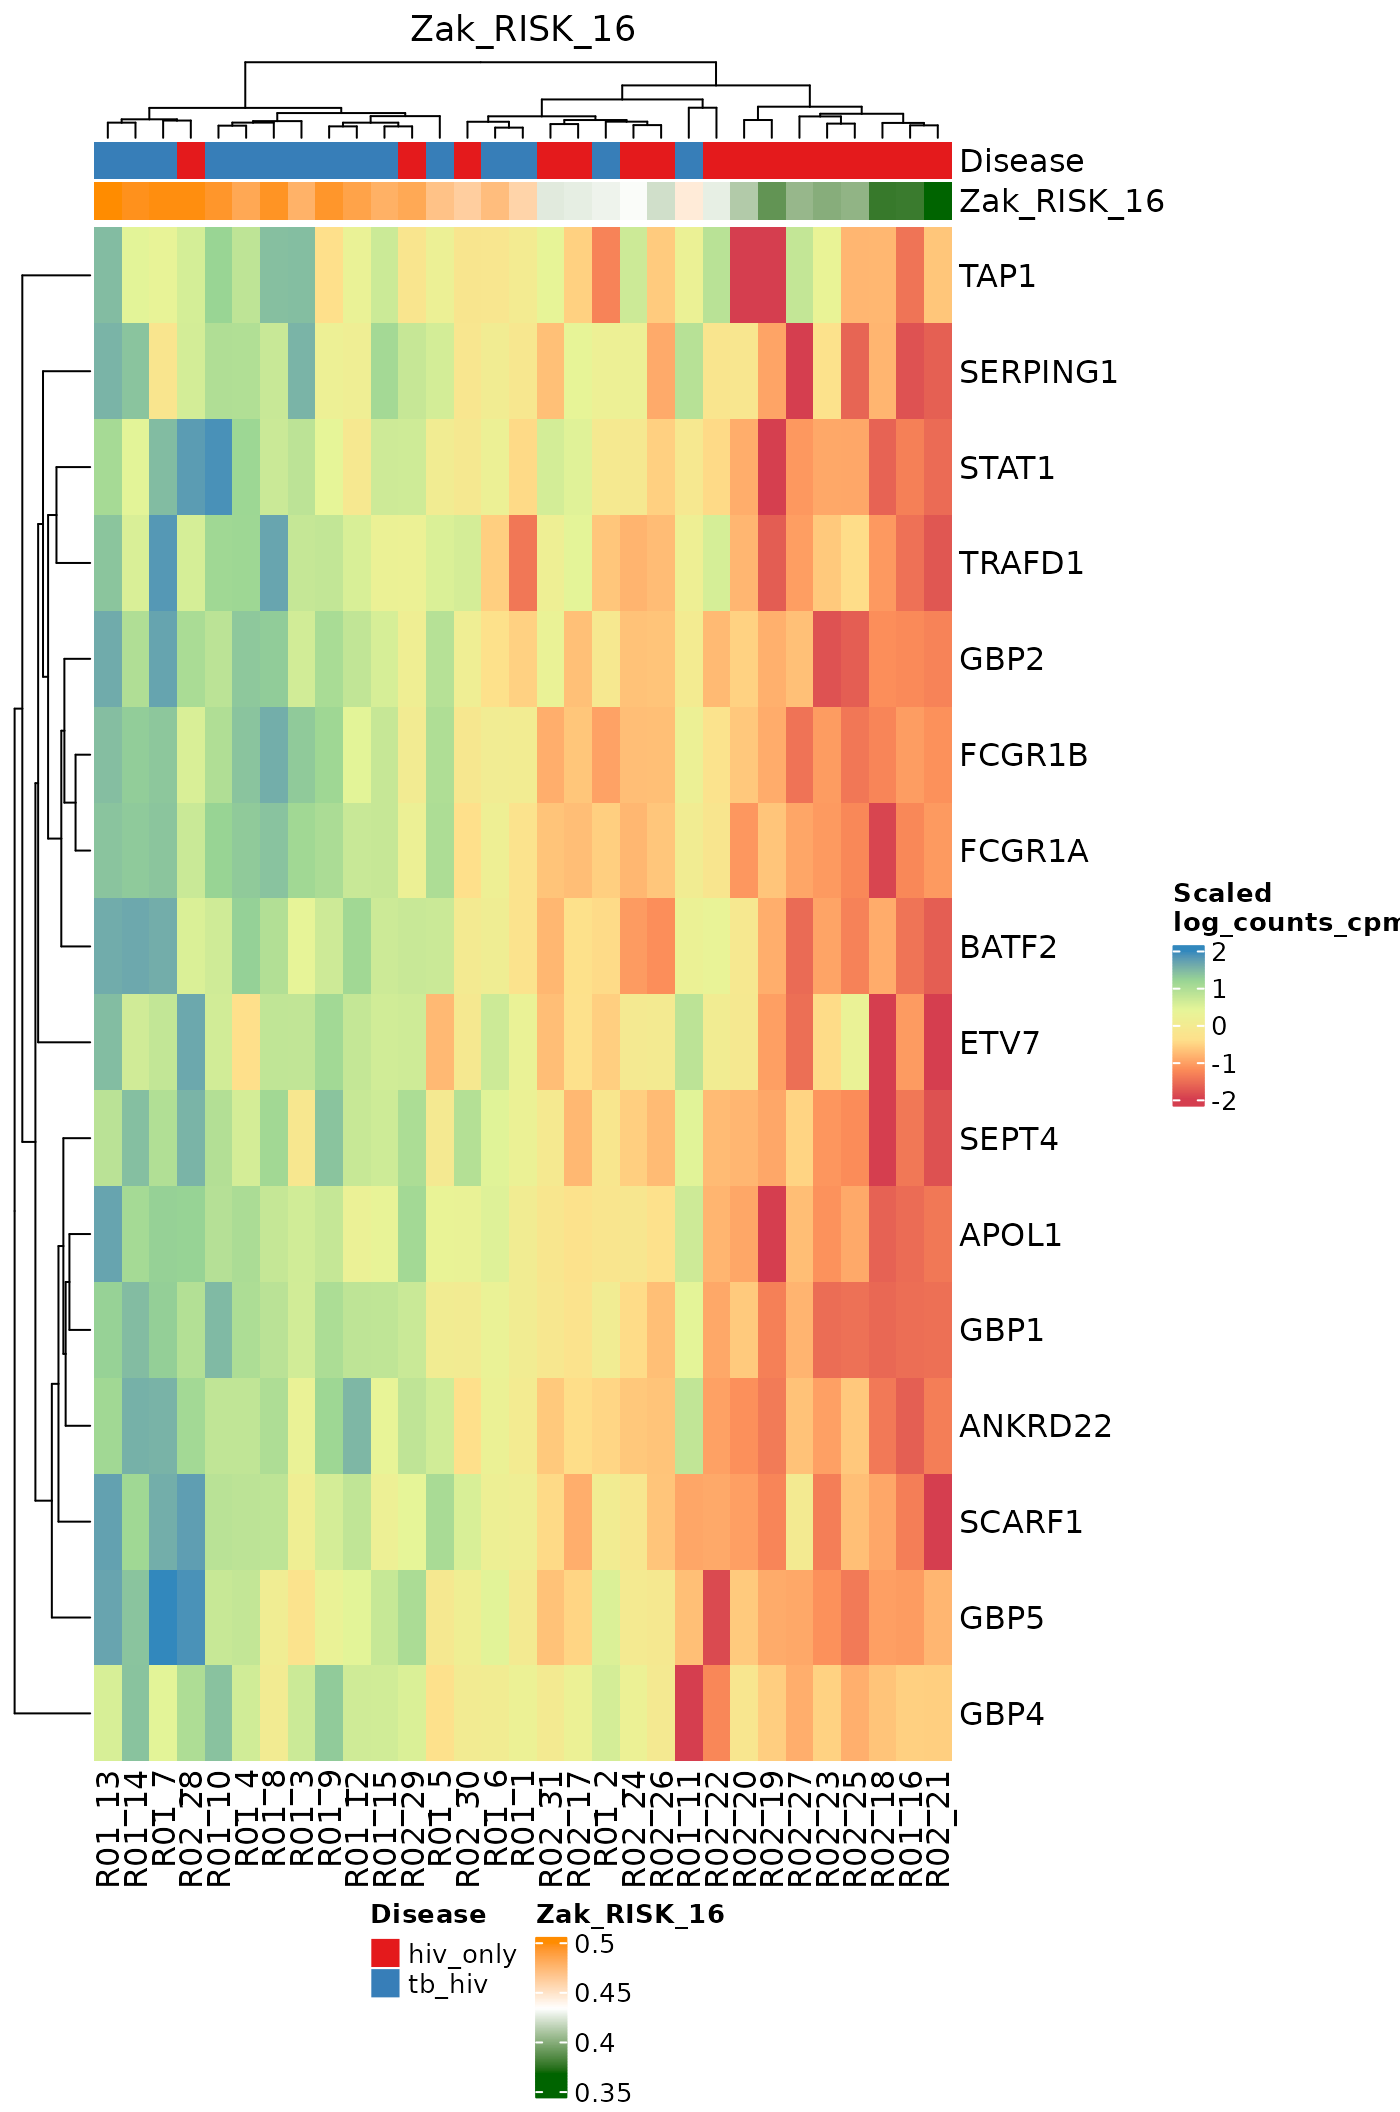 Zak_RISK_16
Disease
Zak_RISK_16
TAP1
SERPING1
STAT1
TRAFD1
GBP2
FCGR1B
FCGR1A
BATF2
ETV7
SEPT4
APOL1
GBP1
ANKRD22
SCARF1
GBP5
GBP4
Scaled
log_counts_cpm
2
1
0
-1
-2
R01_13
R01_14
R01_7
R02_28
R01_10
R01_4
R01_8
R01_3
R01_9
R01_12
R01_15
R02_29
R01_5
R02_30
R01_6
R01_1
R02_31
R02_17
R01_2
R02_24
R02_26
R01_11
R02_22
R02_20
R02_19
R02_27
R02_23
R02_25
R02_18
R01_16
R02_21
Disease
hiv_only
tb_hiv
Zak_RISK_16
0.5
0.45
0.4
0.35